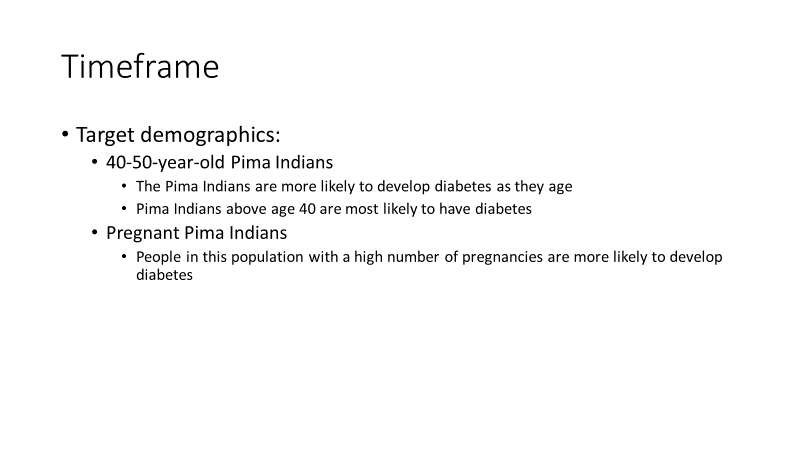 Timeframe
• Target demographics:
• 40-50-year-old Pima Indians
• The Pima Indians are more likely to develop diabetes as they age
• Pima Indians above age 40 are most likely to have diabetes
• Pregnant Pima Indians
• People in this population with a high number of pregnancies are more likely to develop
diabetes